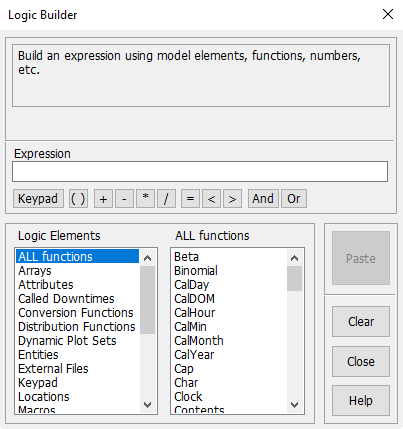 Logic Builder
Build an expression using model elements, functions, numbers,
etc.
Expression
Keypad ( ) + - * / = < > And Or
Logic Elements
ALL functions
Arrays
Attributes
Called Downtimes
Conversion Functions
Distribution Functions
Dynamic Plot Sets
Entities
External Files
Keypad
Locations
Macros
ALL functions
Beta
Binomial
CalDay
CalDOM
CalHour
CalMin
CalMonth
CalYear
Cap
Char
Clock
Contents
Paste
Clear
Close
Help